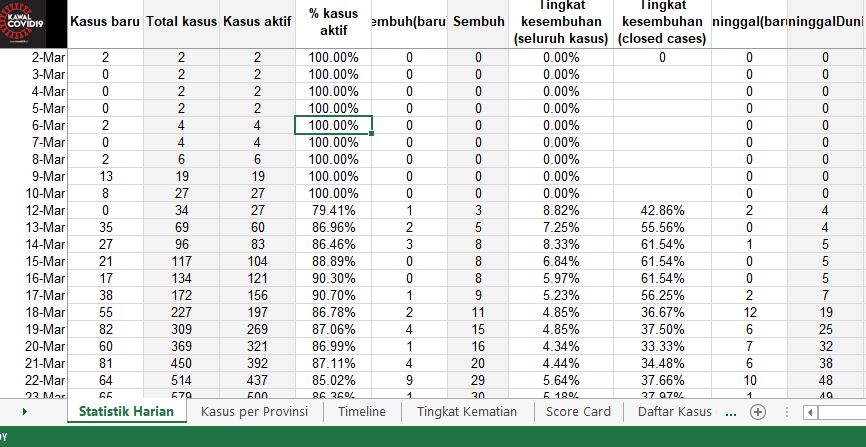 KAWAL COVID19
Kasus baru Total kasus Kasus aktif % kasus aktif embuh(baru Sembuh Tingkat kesembuhan (seluruh kasus) Tingkat kesembuhan (closed cases) ninggal(bar ninggalDuni
2-Mar 2 2 2 100.00% 0 0 0.00% 0 0 0
3-Mar 0 2 2 100.00% 0 0 0.00% 0 0
4-Mar 0 2 2 100.00% 0 0 0.00% 0 0
5-Mar 0 2 2 100.00% 0 0 0.00% 0 0
6-Mar 2 4 4 100.00% 0 0 0.00% 0 0
7-Mar 0 4 4 100.00% 0 0 0.00% 0 0
8-Mar 2 6 6 100.00% 0 0 0.00% 0 0
9-Mar 13 19 19 100.00% 0 0 0.00% 0 0
10-Mar 8 27 27 100.00% 0 0 0.00% 0 0
12-Mar 0 34 27 79.41% 1 3 8.82% 42.86% 2 4
13-Mar 35 69 60 86.96% 2 5 7.25% 55.56% 0 4
14-Mar 27 96 83 86.46% 3 8 8.33% 61.54% 1 5
15-Mar 21 117 104 88.89% 0 8 6.84% 61.54% 0 5
16-Mar 17 134 121 90.30% 0 8 5.97% 61.54% 0 5
17-Mar 38 172 156 90.70% 1 9 5.23% 56.25% 2 7
18-Mar 55 227 197 86.78% 2 11 4.85% 36.67% 12 19
19-Mar 82 309 269 87.06% 4 15 4.85% 37.50% 6 25
20-Mar 60 369 321 86.99% 1 16 4.34% 33.33% 7 32
21-Mar 81 450 392 87.11% 4 20 4.44% 34.48% 6 38
22-Mar 64 514 437 85.02% 9 29 5.64% 37.66% 10 48
23-Mar 65 579 500 86.36% 1 30 5.18% 37.97% 1 49
Statistik Harian Kasus per Provinsi Timeline Tingkat Kematian Score Card Daftar Kasus ...